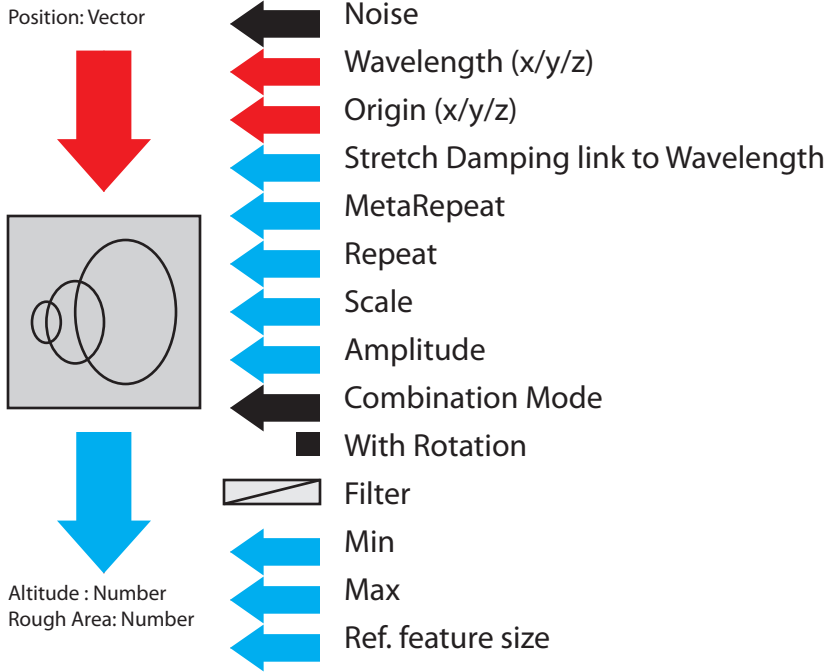 Position: Vector
Noise
Wavelength (x/y/z)
Origin (x/y/z)
Stretch Damping link to Wavelength
MetaRepeat
Repeat
Scale
Amplitude
Combination Mode
With Rotation
Filter
Min
Max
Ref. feature size
Altitude : Number
Rough Area: Number